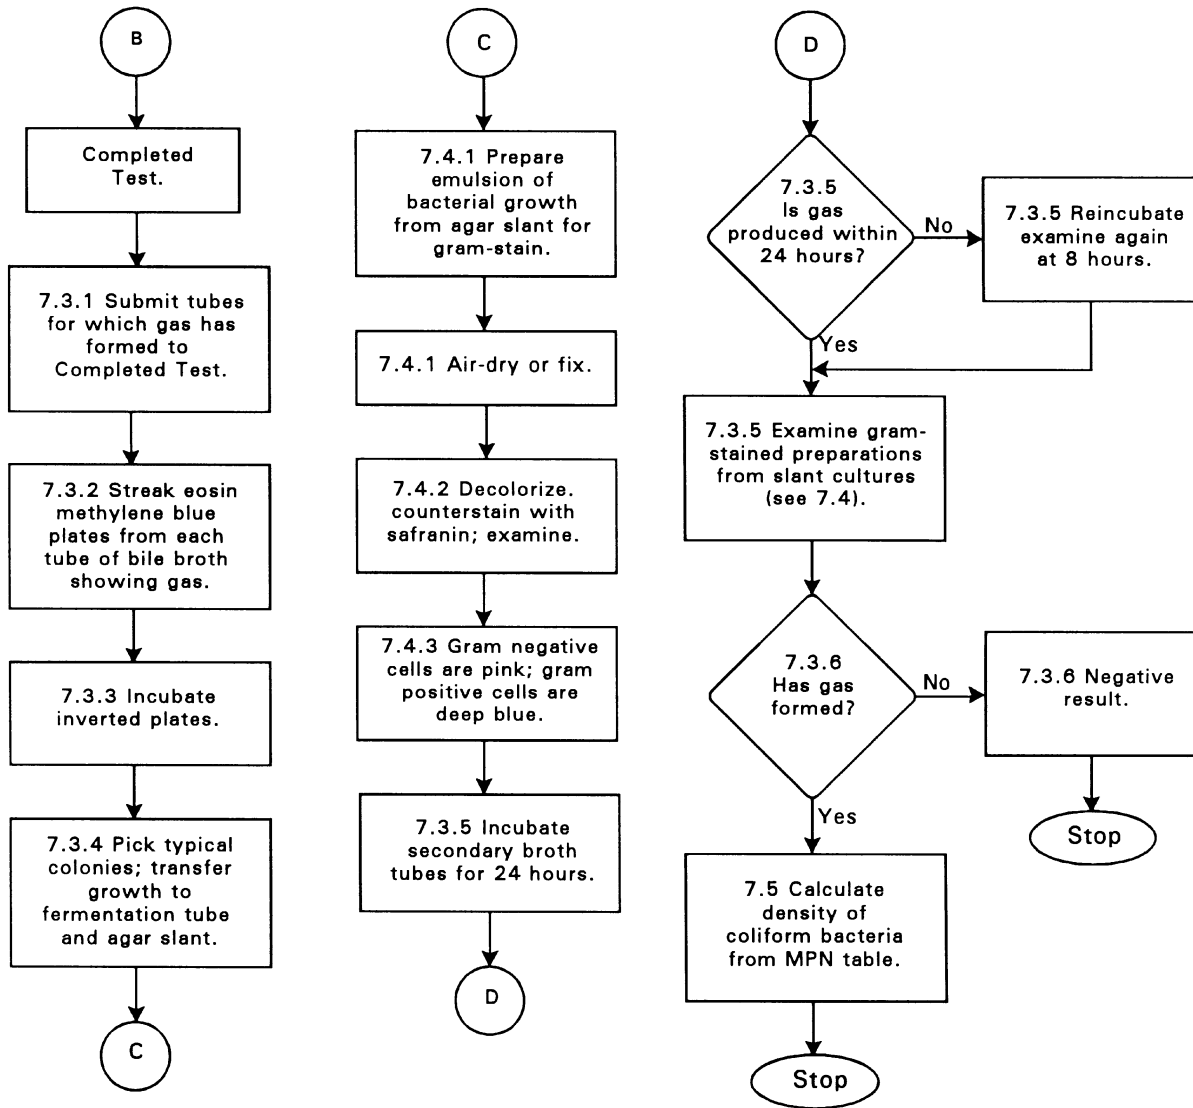 B
Completed
Test.
7.3.1 Submit tubes
for which gas has
formed to
Completed Test.
7.3.2 Streak eosin
methylene blue
plates from each
tube of bile broth
showing gas.
7.3.3 Incubate
inverted plates.
7.3.4 Pick typical
colonies; transfer
growth to
fermentation tube
and agar slant.
C
C
7.4.1 Prepare
emulsion of
bacterial growth
from agar slant for
gram-stain.
7.4.1 Air-dry or fix.
7.4.2 Decolorize.
counterstain with
safranin; examine.
7.4.3 Gram negative
cells are pink; gram
positive cells are
deep blue.
7.3.5 Incubate
secondary broth
tubes for 24 hours.
D
D
7.3.5
Is gas
produced within
24 hours?
No
7.3.5 Reincubate
examine again
at 8 hours.
Yes
7.3.5 Examine gram-
stained preparations
from slant cultures
(see 7.4).
7.3.6
Has gas
formed?
No
7.3.6 Negative
result.
Stop
Yes
7.5 Calculate
density of
coliform bacteria
from MPN table.
Stop